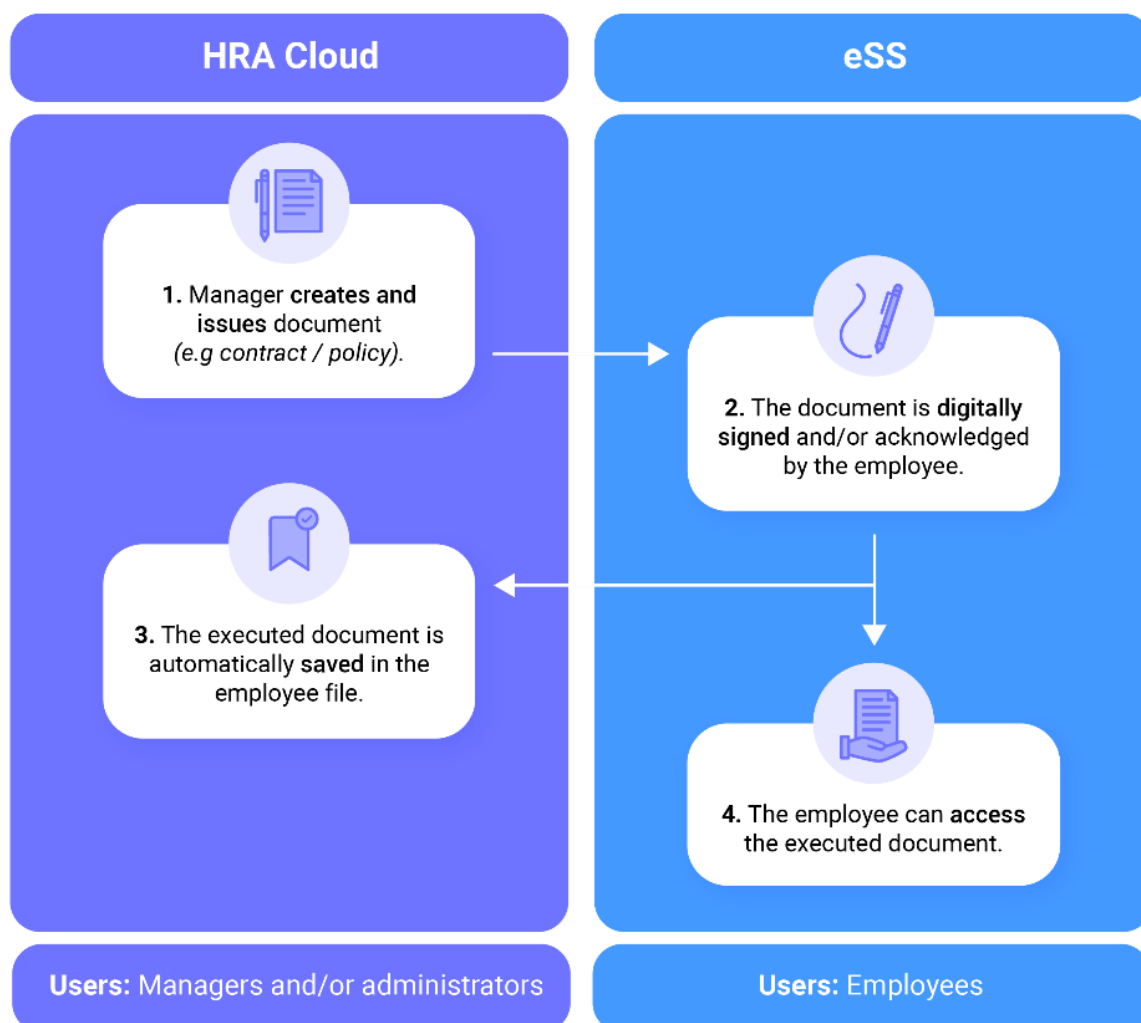 HRA Cloud
eSS
1. Manager creates and
issues document
(e.g contract / policy).
2. The document is digitally
signed and/or acknowledged
by the employee.
3. The executed document is
automatically saved in the
employee file.
4. The employee can access
the executed document.
Users: Managers and/or administrators
Users: Employees